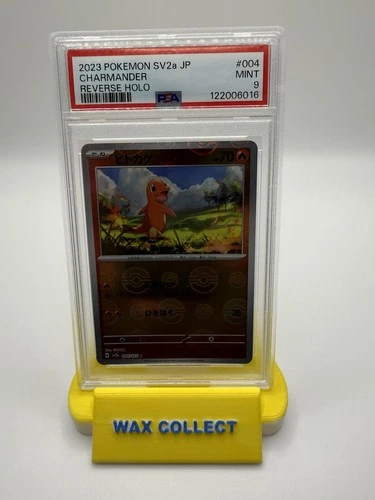 2023 POKEMON SV2a JP #004
CHARMANDER MINT
REVERSE HOLO PSA 9
122006016
ヒトカゲ 70
WAX COLLECT